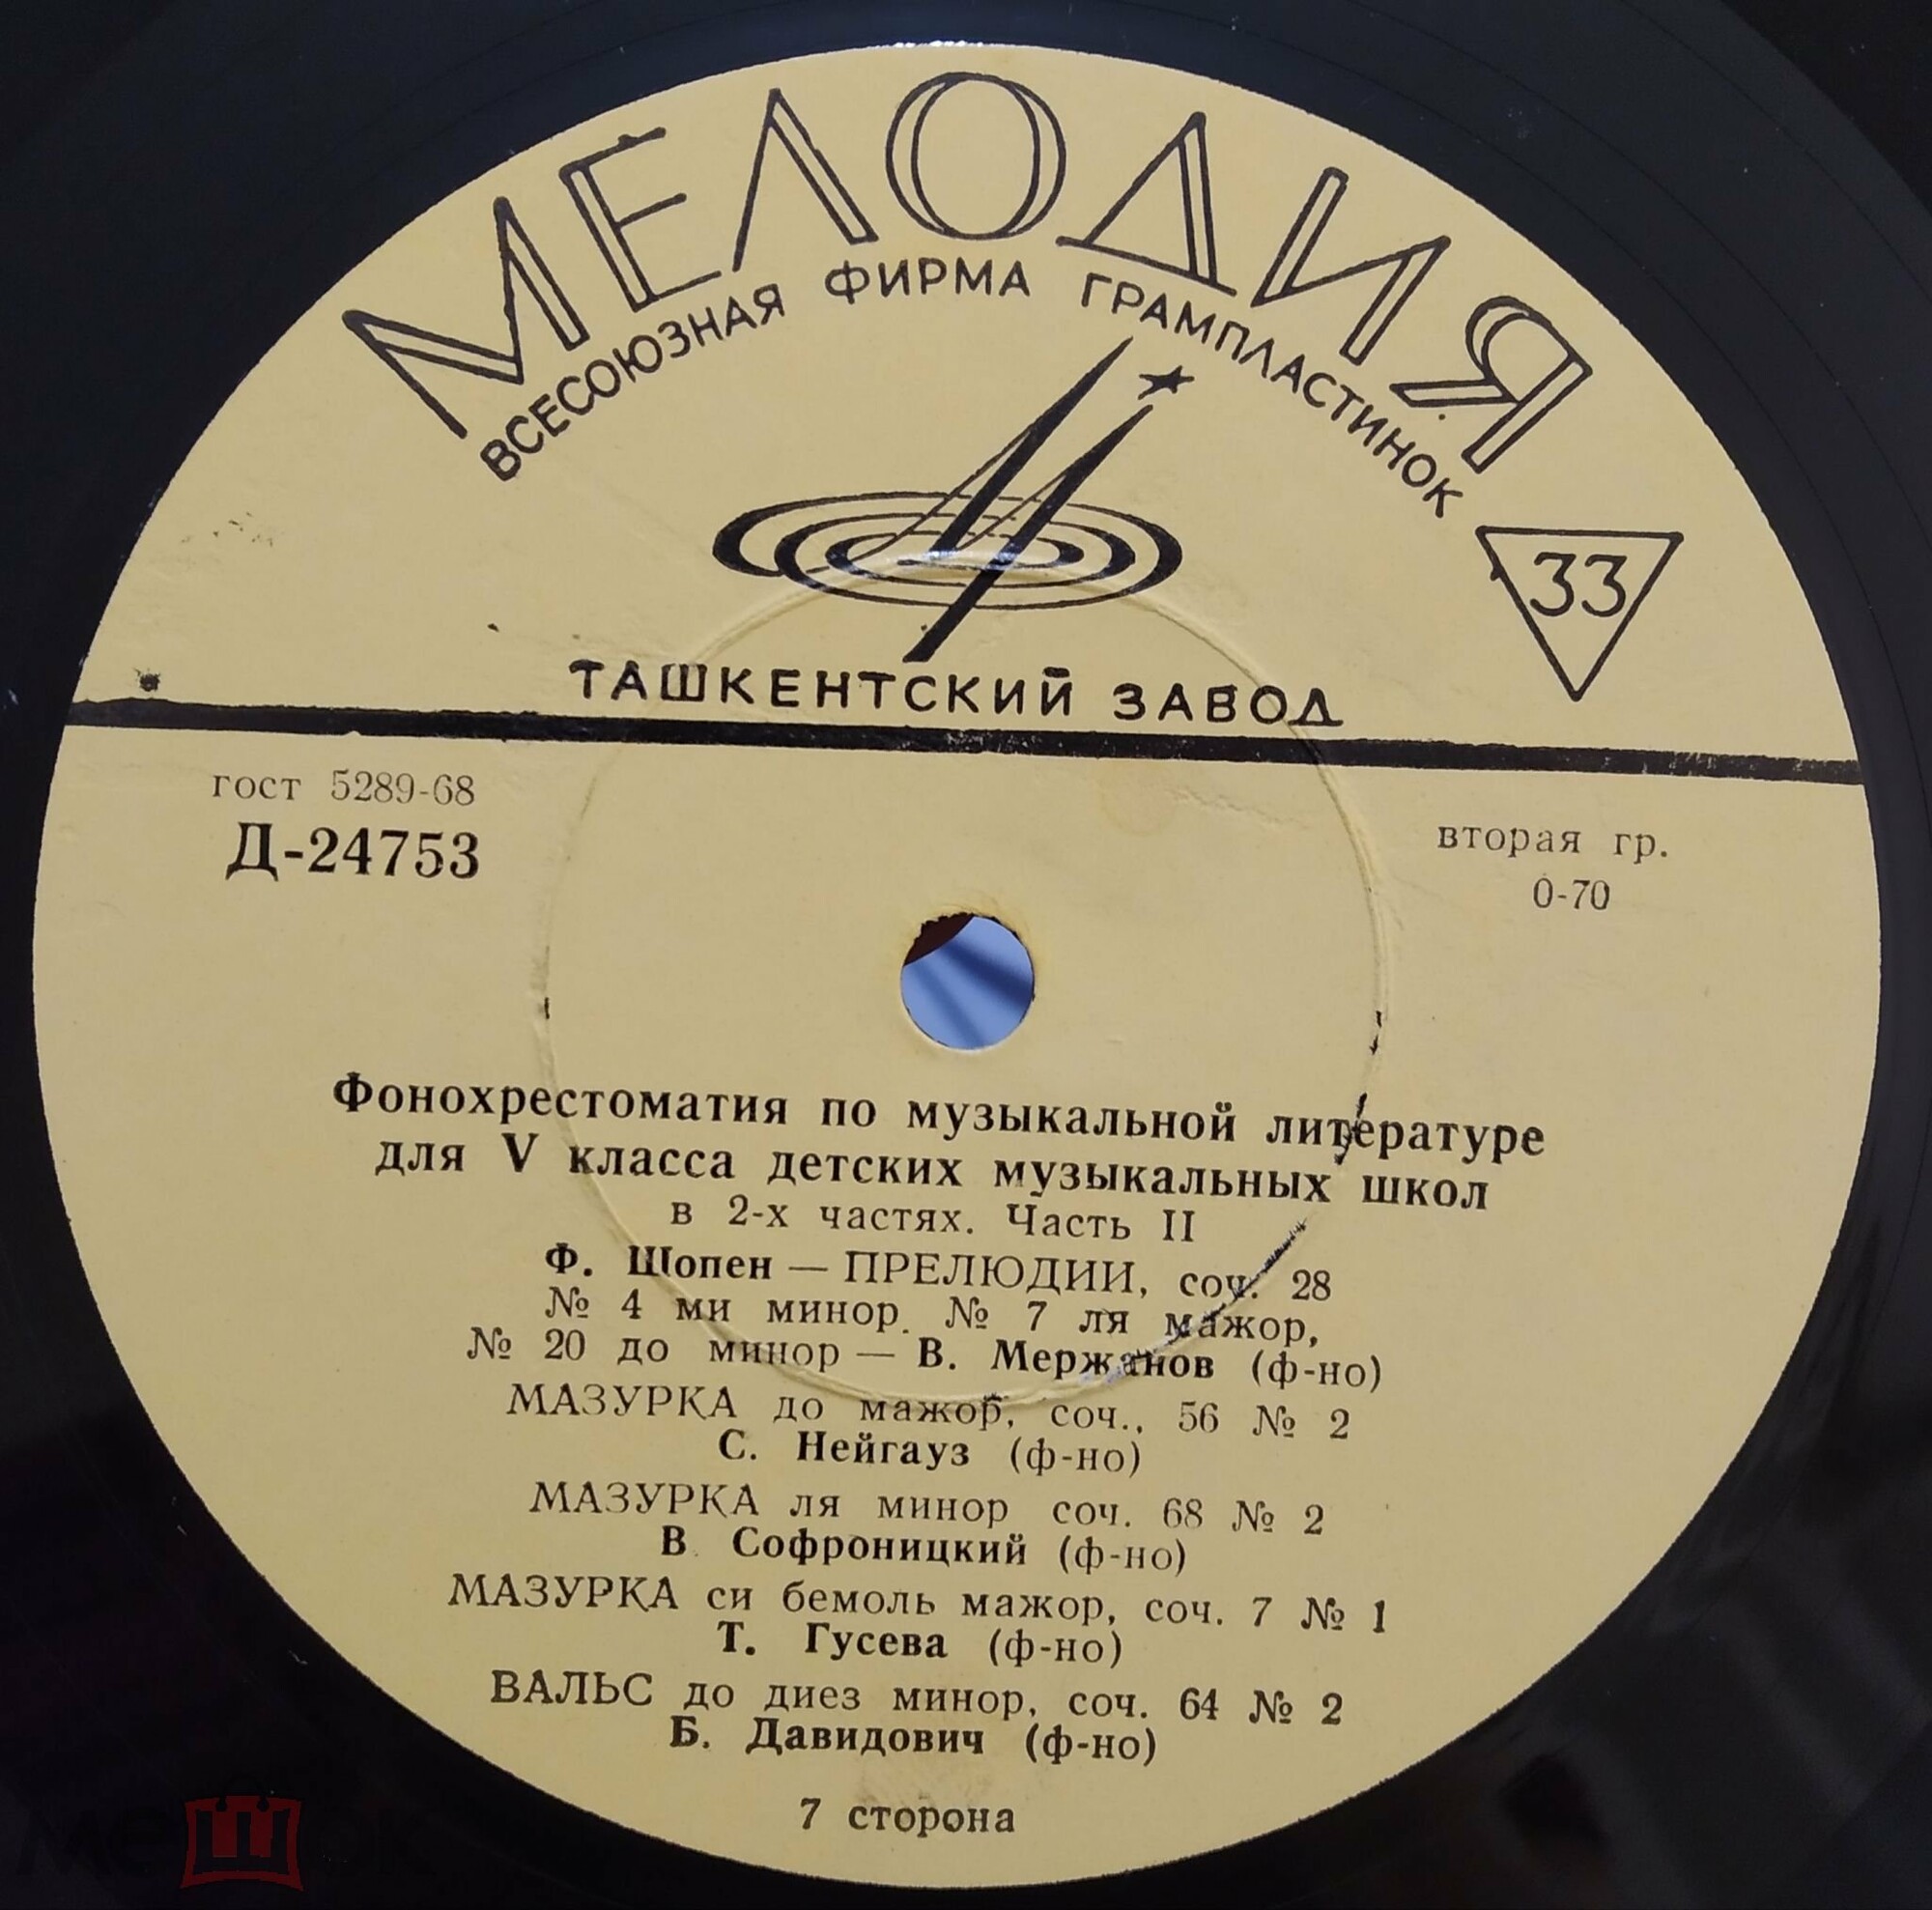 МЕЛОДИЯ
ВСЕСОЮЗНАЯ ФИРМА ГРАМПЛАСТИНОК
33
ТАШКЕНТСКИЙ ЗАВОД
гост 5289-68
Д-24753
вторая гр.
0-70
Фонохрестоматия по музыкальной литературе
для V класса детских музыкальных школ
в 2-х частях. Часть II
Ф. Шопен — ПРЕЛЮДИИ, соч. 28
№ 4 ми минор. № 7 ля мажор,
№ 20 до минор — В. Мержанов (ф-но)
МАЗУРКА до мажор, соч., 56 № 2
С. Нейгауз (ф-но)
МАЗУРКА ля минор соч. 68 № 2
В. Софроницкий (ф-но)
МАЗУРКА си бемоль мажор, соч. 7 № 1
Т. Гусева (ф-но)
ВАЛЬС до диез минор, соч. 64 № 2
Б. Давидович (ф-но)
7 сторона
мешок